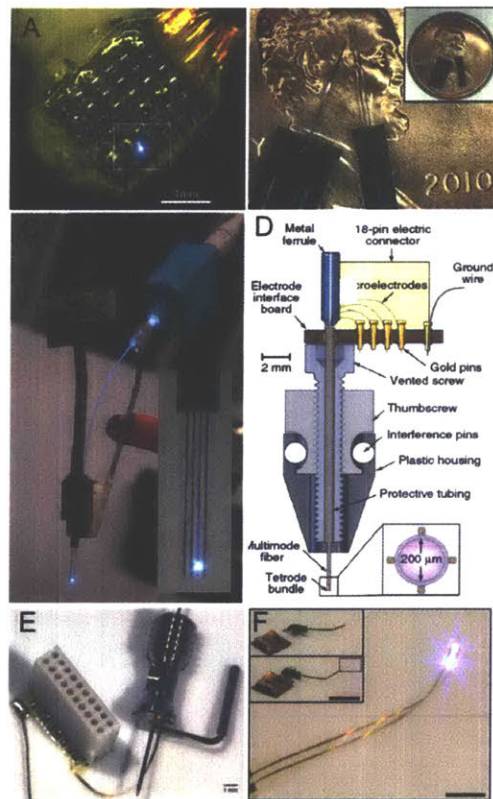 A
2010
D
Metal
ferrule
18-pin electric
connector
Ground
wire
Electrode
interface
board
croelectrodes
2 mm
Gold pins
Vented screw
Thumbscrew
Interference pins
Plastic housing
Protective tubing
Multimode
fiber
Tetrode
bundle
200 μm
E
F